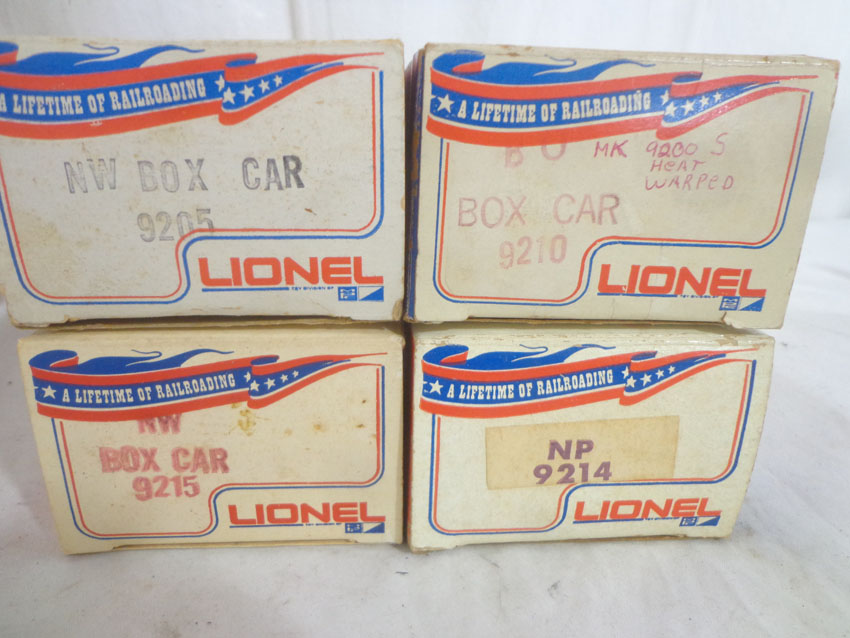 A LIFETIME OF RAILROADING
NW BOX CAR
9205
LIONEL
A LIFETIME OF RAILROADING
B O MK 9200 S
HEAT
WARPED
BOX CAR
9210
LIONEL
A LIFETIME OF RAILROADING
NW
BOX CAR
9215
LIONEL
A LIFETIME OF RAILROADING
NP
9214
LIONEL